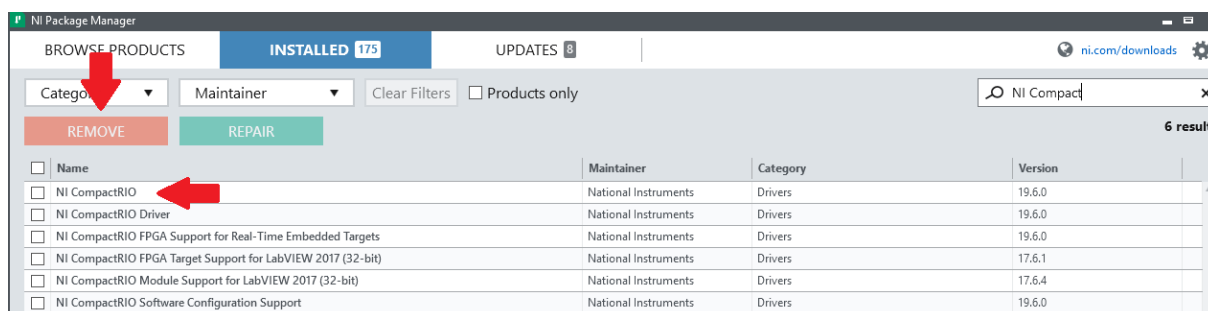 NI Package Manager
BROWSE PRODUCTS INSTALLED 175 UPDATES 8 ni.com/downloads
Maintainer Clear Filters Products only NI Compact
REMOVE REPAIR 6 result
Name Maintainer Category Version
NI CompactRIO National Instruments Drivers 19.6.0
NI CompactRIO Driver National Instruments Drivers 19.6.0
NI CompactRIO FPGA Support for Real-Time Embedded Targets National Instruments Drivers 19.6.0
NI CompactRIO FPGA Target Support for LabVIEW 2017 (32-bit) National Instruments Drivers 17.6.1
NI CompactRIO Module Support for LabVIEW 2017 (32-bit) National Instruments Drivers 17.6.4
NI CompactRIO Software Configuration Support National Instruments Drivers 19.6.0